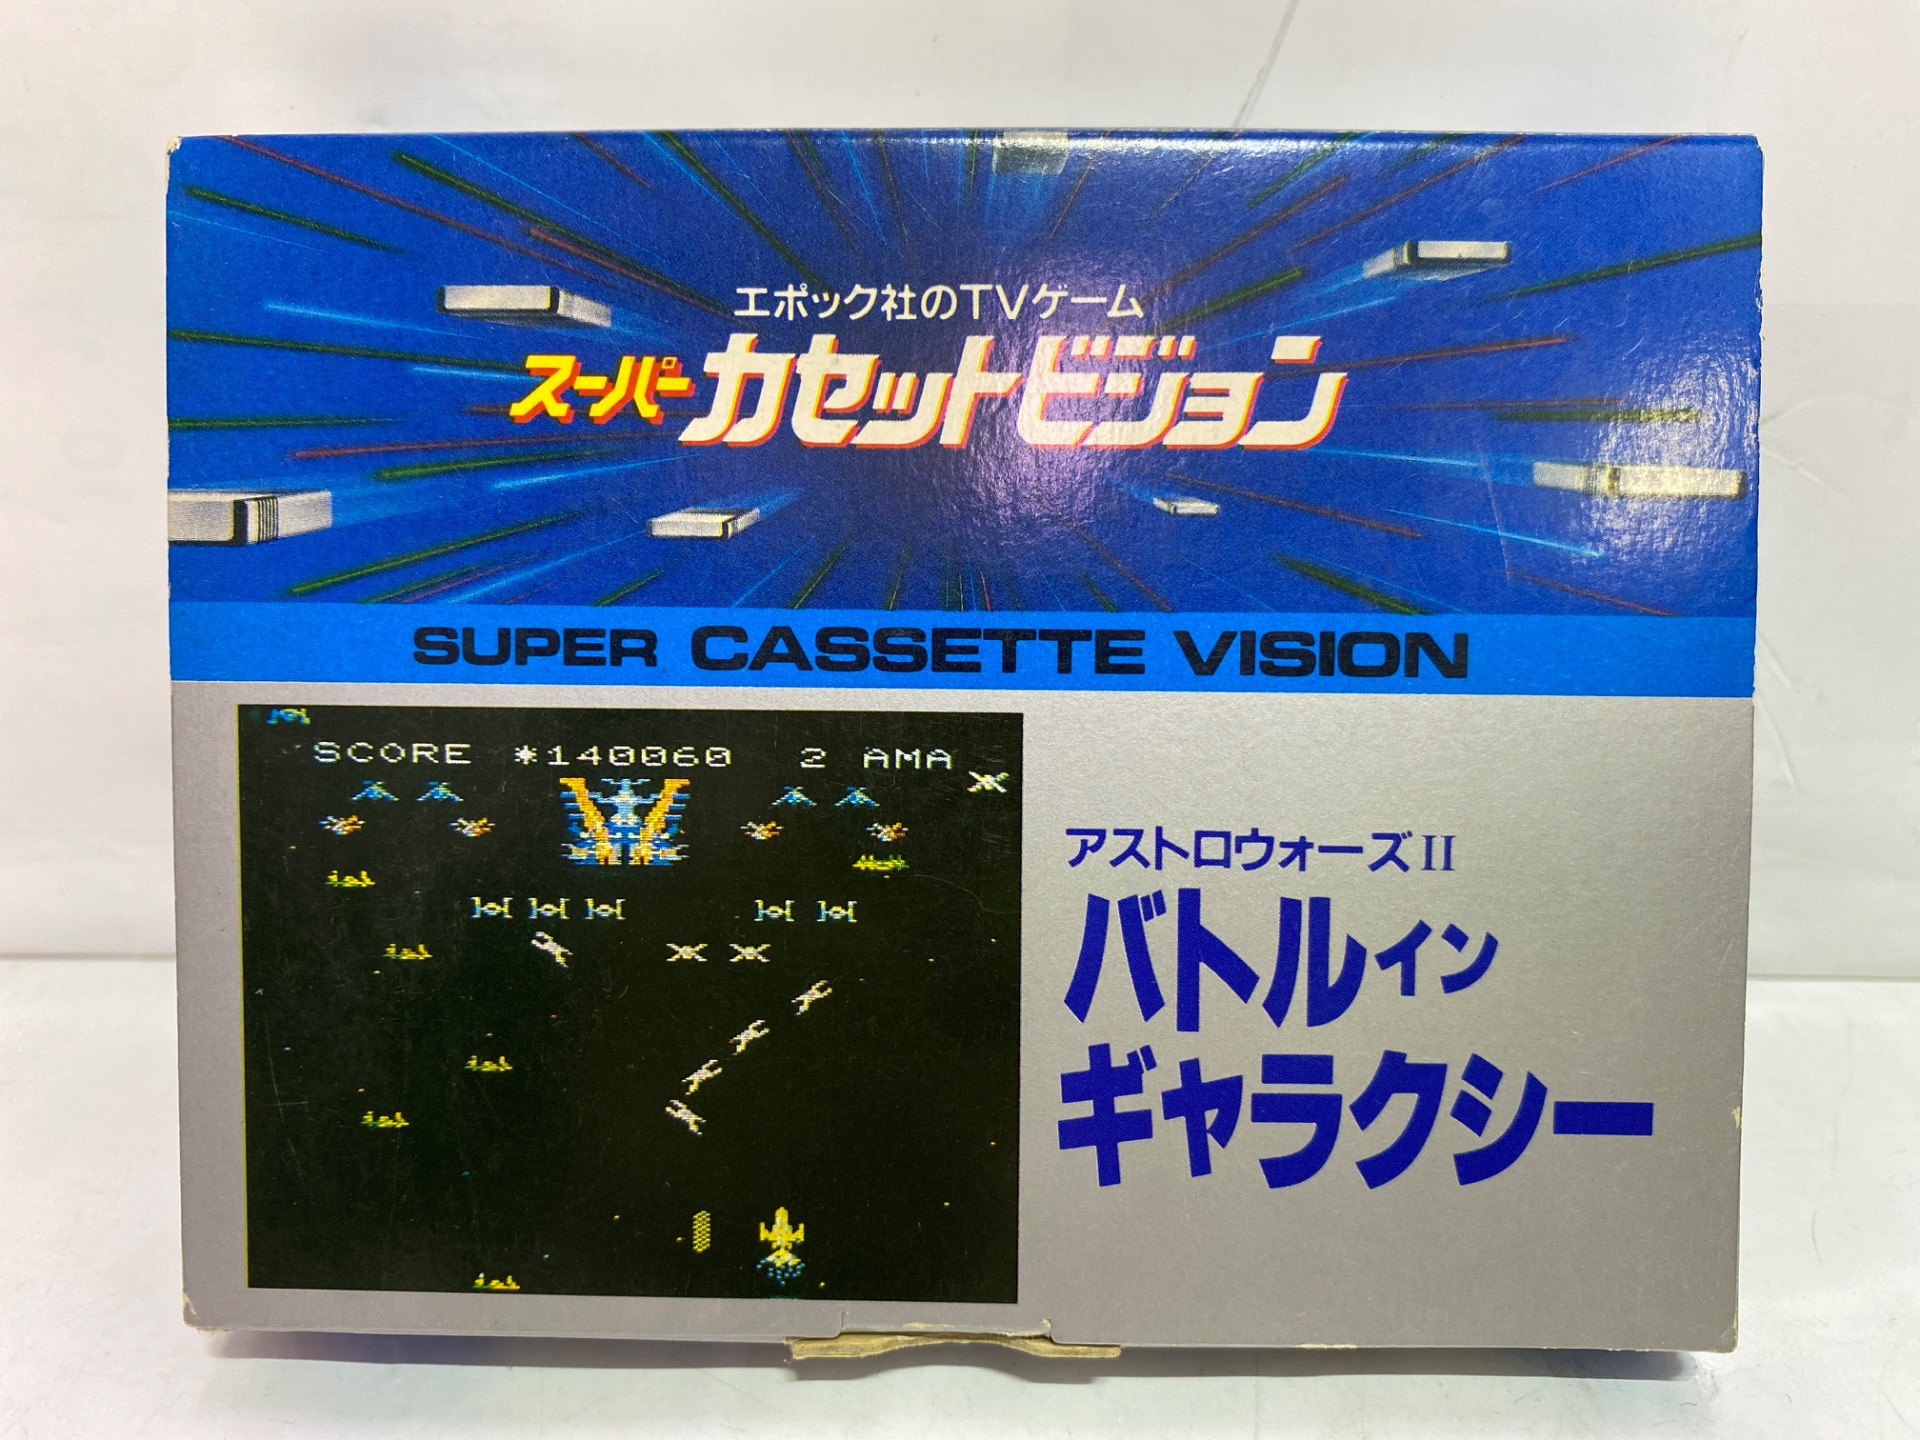 エポック社のTVゲーム
スーパーカセットビジョン
SUPER CASSETTE VISION
SCORE *140060 2 AMA
アストロウォーズII
バトルイン
ギャラクシー